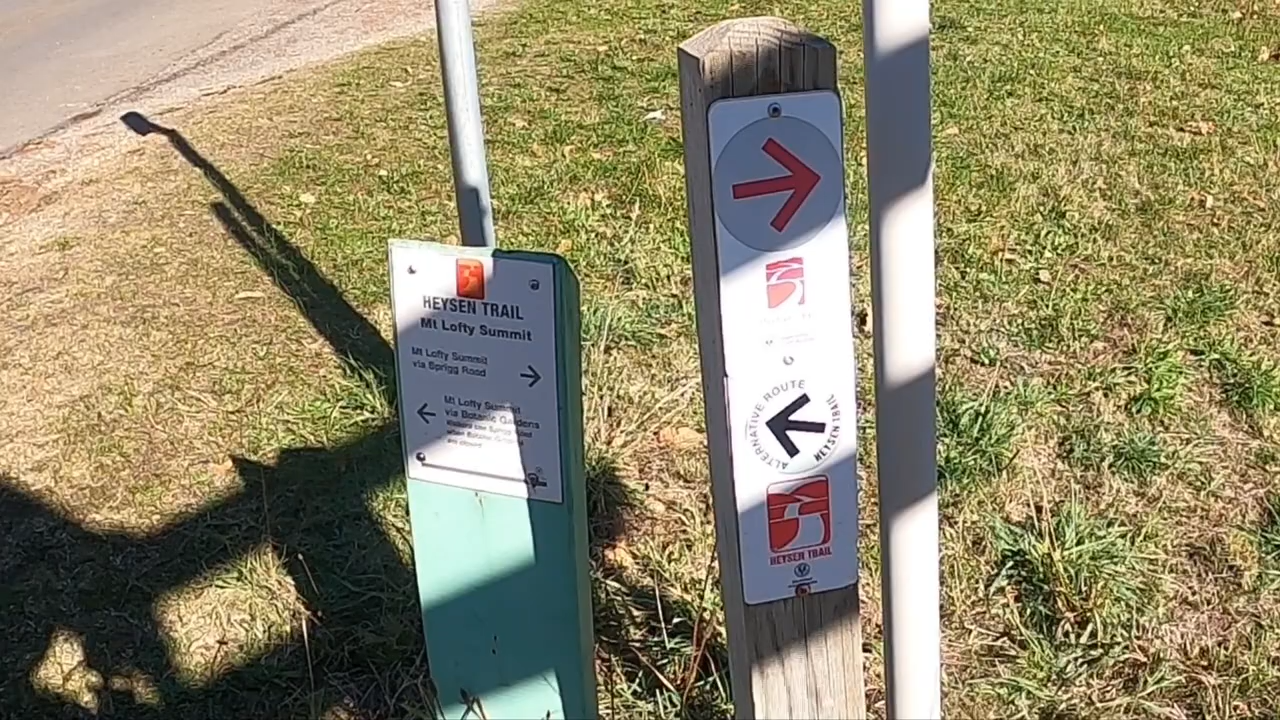 HEYSEN TRAIL
Mt Lofty Summit
Mt Lofty Summit
via Sprigg Road
Mt Lofty Summit
via Botanic Gardens
ALTERNATIVE ROUTE
HEYSEN TRAIL
HEYSEN TRAIL